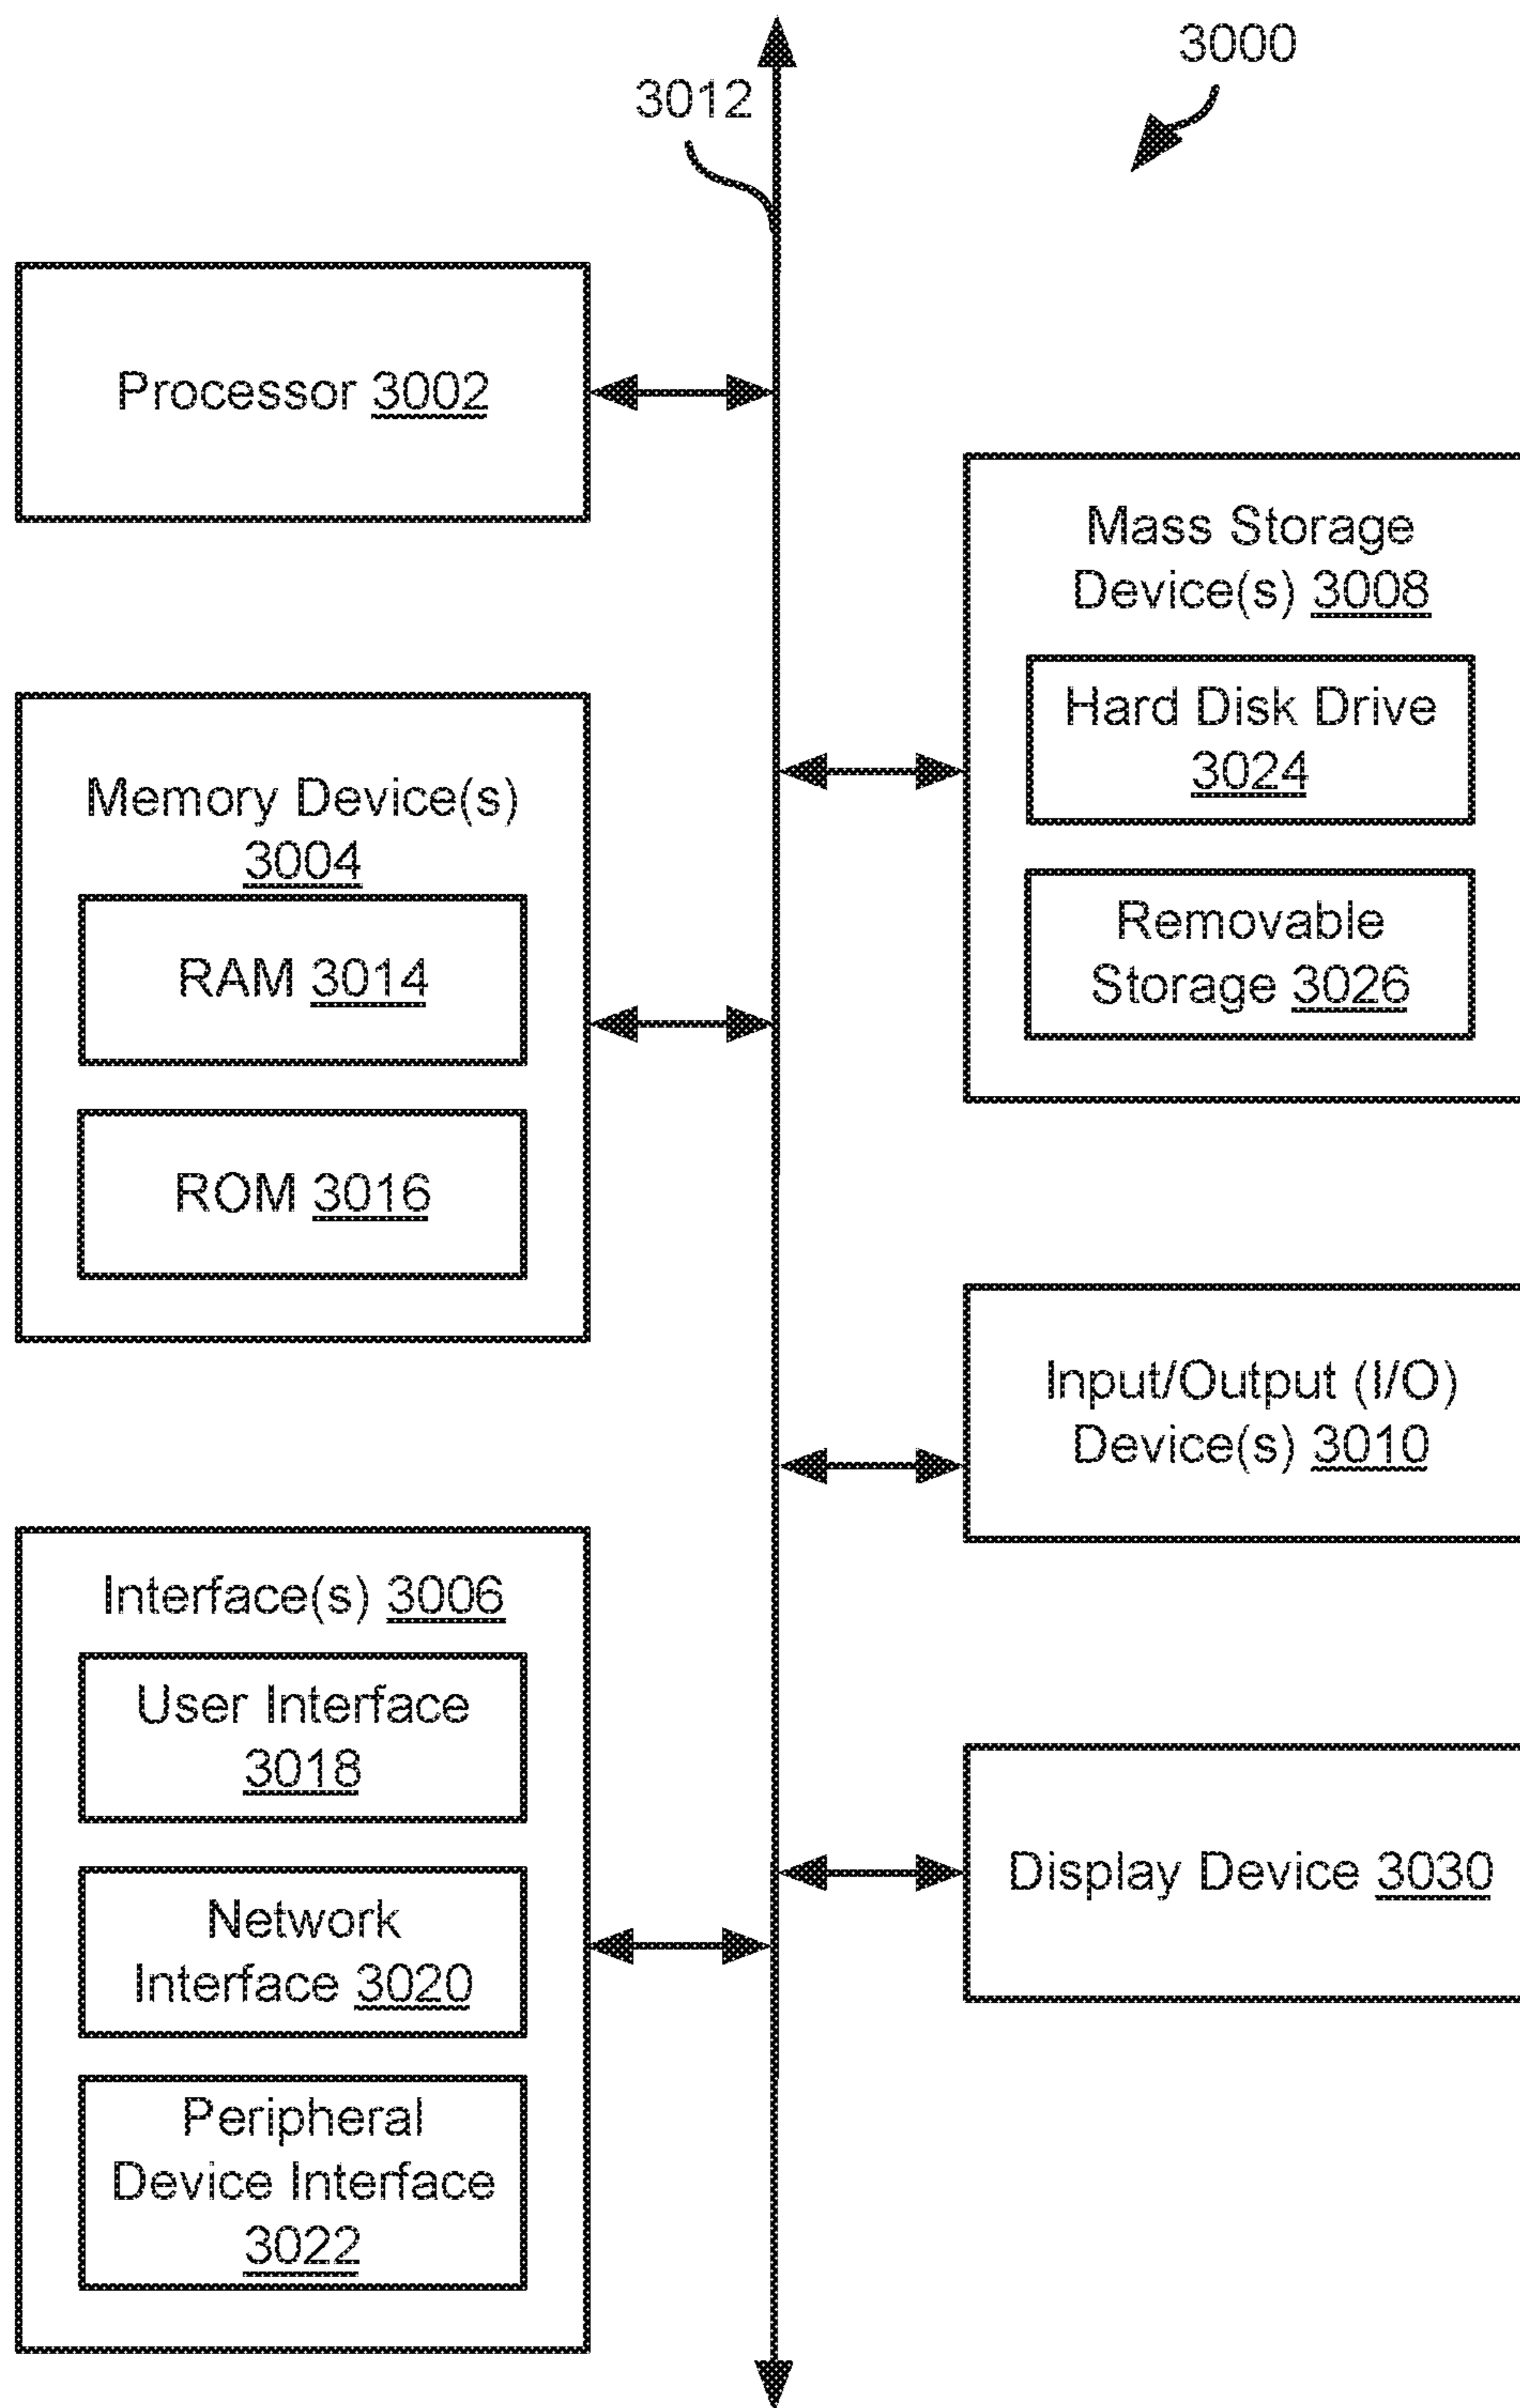 3000
3012
Processor 3002
Mass Storage
Device(s) 3008
Hard Disk Drive
3024
Removable
Storage 3026
Memory Device(s)
3004
RAM 3014
ROM 3016
Input/Output (I/O)
Device(s) 3010
Interface(s) 3006
User Interface
3018
Network
Interface 3020
Peripheral
Device Interface
3022
Display Device 3030